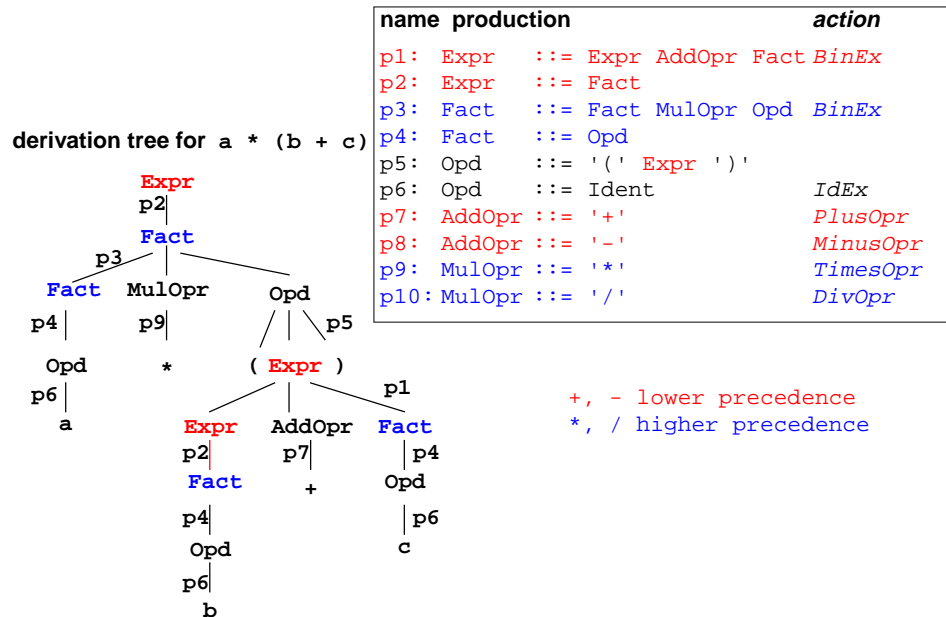 name production action
p1: Expr ::= Expr AddOpr Fact BinEx
p2: Expr ::= Fact
p3: Fact ::= Fact MulOpr Opd BinEx
p4: Fact ::= Opd
p5: Opd ::= '(' Expr ')'
p6: Opd ::= Ident IdEx
p7: AddOpr ::= '+' PlusOpr
p8: AddOpr ::= '-' MinusOpr
p9: MulOpr ::= '*' TimesOpr
p10: MulOpr ::= '/' DivOpr
derivation tree for a * (b + c)
Expr
p2
Fact
p3
Fact MulOpr Opd
p4 p9 p5
Opd * ( Expr )
p6 p1
a
Expr AddOpr Fact
p2 p7 p4
Fact + Opd
p4 p6
Opd c
p6
b
+, - lower precedence
*, / higher precedence